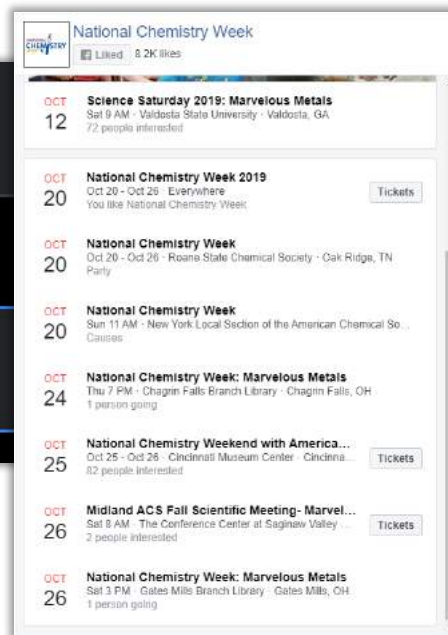 CHEMISTRY
National Chemistry Week
Liked 8.2K likes
OCT
12
Science Saturday 2019: Marvelous Metals
Sat 9 AM · Valdosta State University · Valdosta, GA
72 people interested
OCT
20
National Chemistry Week 2019
Oct 20 - Oct 26 · Everywhere
You like National Chemistry Week
Tickets
OCT
20
National Chemistry Week
Oct 20 - Oct 26 · Roane State Chemical Society · Oak Ridge, TN
Party
OCT
20
National Chemistry Week
Sun 11 AM · New York Local Section of the American Chemical So...
Causes
OCT
24
National Chemistry Week: Marvelous Metals
Thu 7 PM · Chagrin Falls Branch Library · Chagrin Falls, OH
1 person going
OCT
25
National Chemistry Weekend with America...
Oct 25 - Oct 26 · Cincinnati Museum Center · Cincinna...
82 people interested
Tickets
OCT
26
Midland ACS Fall Scientific Meeting- Marvel...
Sat 8 AM · The Conference Center at Saginaw Valley ...
2 people interested
Tickets
OCT
26
National Chemistry Week: Marvelous Metals
Sat 3 PM · Gates Mills Branch Library · Gates Mills, OH
1 person going